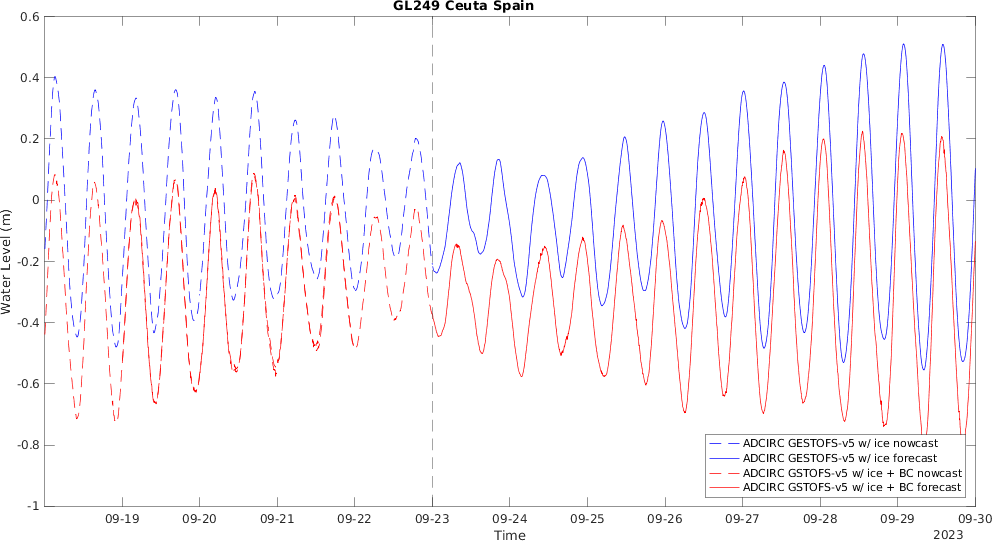 GL249 Ceuta Spain
0.6
0.4
0.2
0
-0.2
-0.4
-0.6
-0.8
-1
Water Level (m)
ADCIRC GESTOFS-v5 w/ ice nowcast
ADCIRC GESTOFS-v5 w/ ice forecast
ADCIRC GSTOFS-v5 w/ ice + BC nowcast
ADCIRC GSTOFS-v5 w/ ice + BC forecast
09-19 09-20 09-21 09-22 09-23 09-24 09-25 09-26 09-27 09-28 09-29 09-30
Time
2023